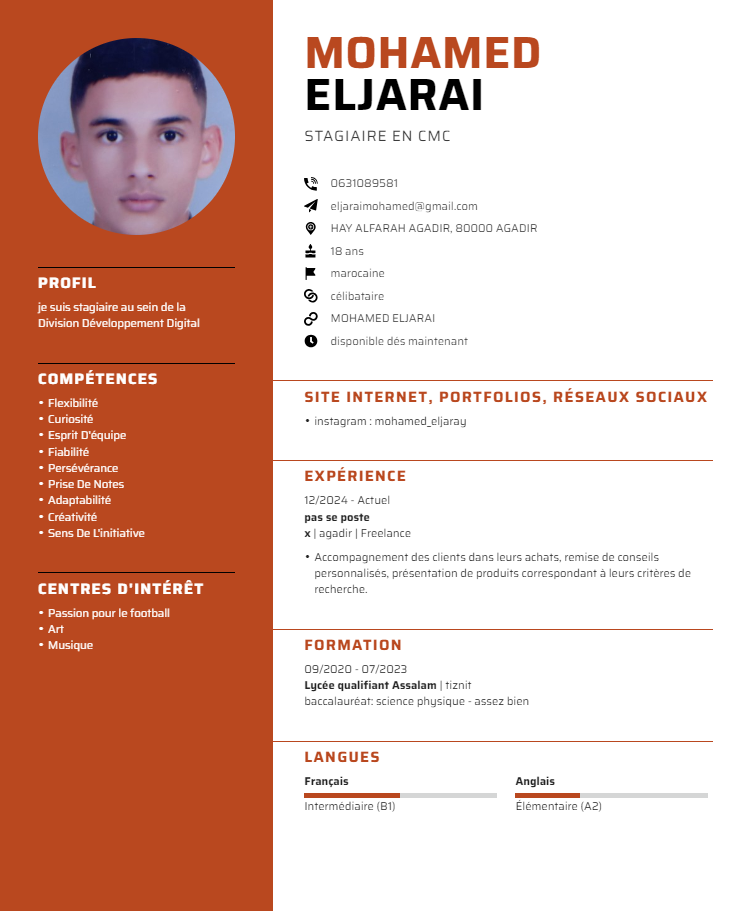 MOHAMED
ELJARAI
STAGIAIRE EN CMC
0631089581
eljaraimohamed@gmail.com
HAY ALFARAH AGADIR, 80000 AGADIR
18 ans
marocaine
célibataire
MOHAMED ELJARAI
disponible dés maintenant
PROFIL
je suis stagiaire au sein de la
Division Développement Digital
COMPÉTENCES
• Flexibilité
• Curiosité
• Esprit D'équipe
• Fiabilité
• Persévérance
• Prise De Notes
• Adaptabilité
• Créativité
• Sens De L'initiative
CENTRES D'INTÉRÊT
• Passion pour le football
• Art
• Musique
SITE INTERNET, PORTFOLIOS, RÉSEAUX SOCIAUX
• instagram : mohamed_eljaray
EXPÉRIENCE
12/2024 - Actuel
pas se poste
x | agadir | Freelance
• Accompagnement des clients dans leurs achats, remise de conseils
personnalisés, présentation de produits correspondant à leurs critères de
recherche.
FORMATION
09/2020 - 07/2023
Lycée qualifiant Assalam | tiznit
baccalauréat: science physique - assez bien
LANGUES
Français
Intermédiaire (B1)
Anglais
Élémentaire (A2)